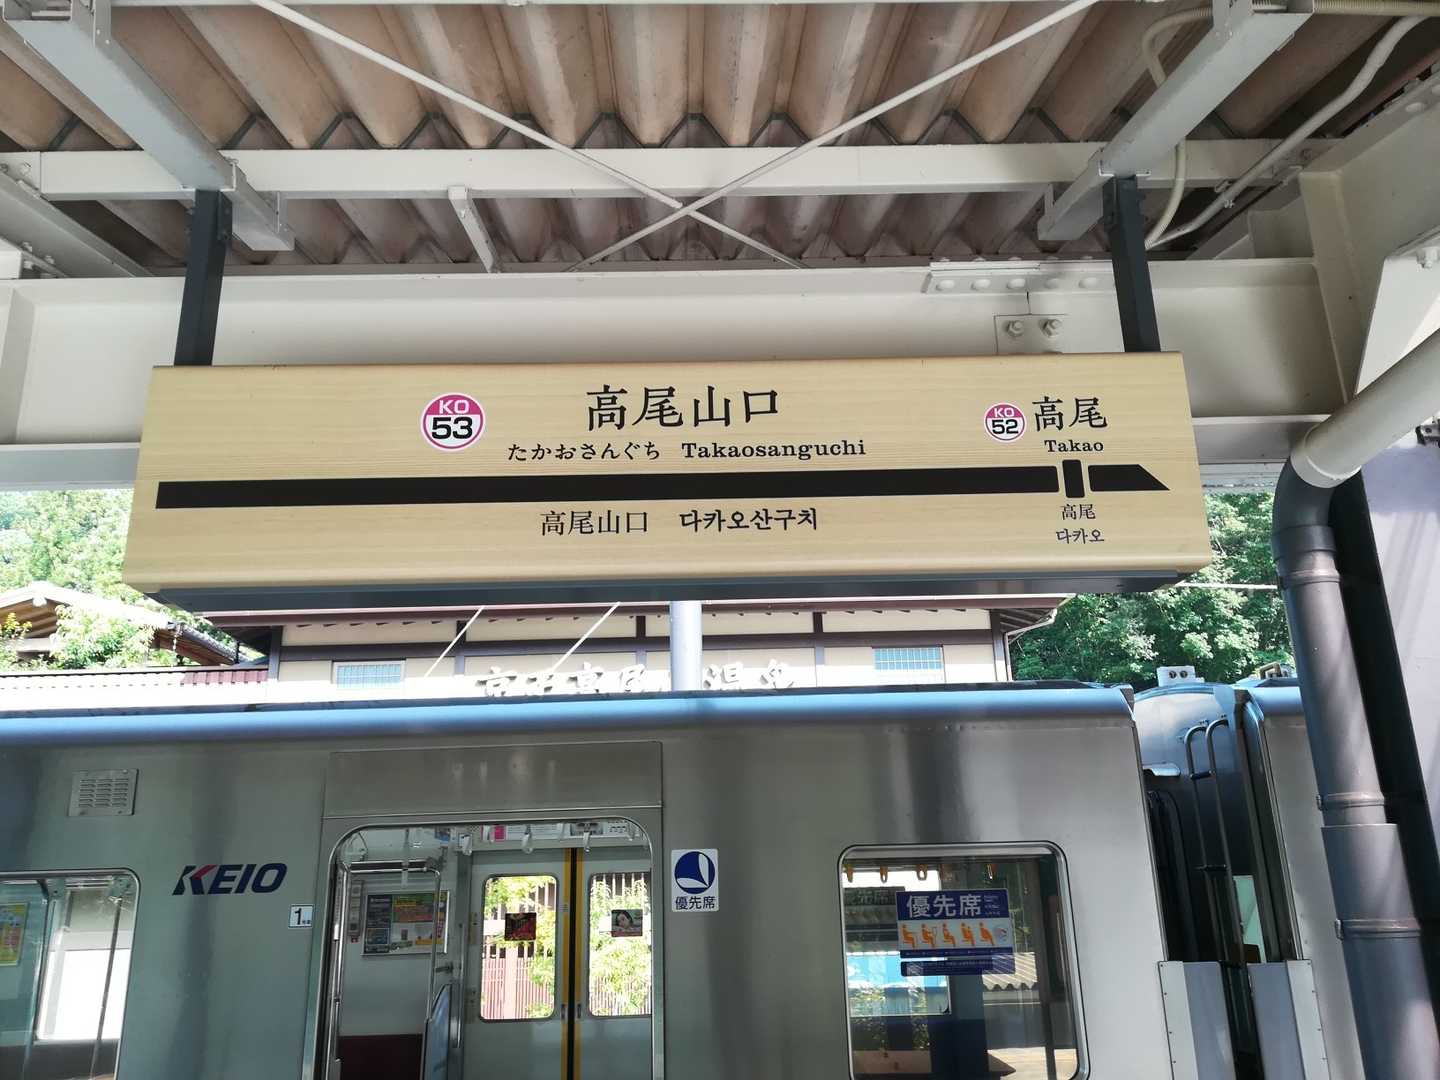 KO
53
高尾山口
たかおさんぐち Takaosanguchi
高尾山口 다카오산구치
KO
52
高尾
Takao
高尾
다카오
KEIO
1
優先席
優先席